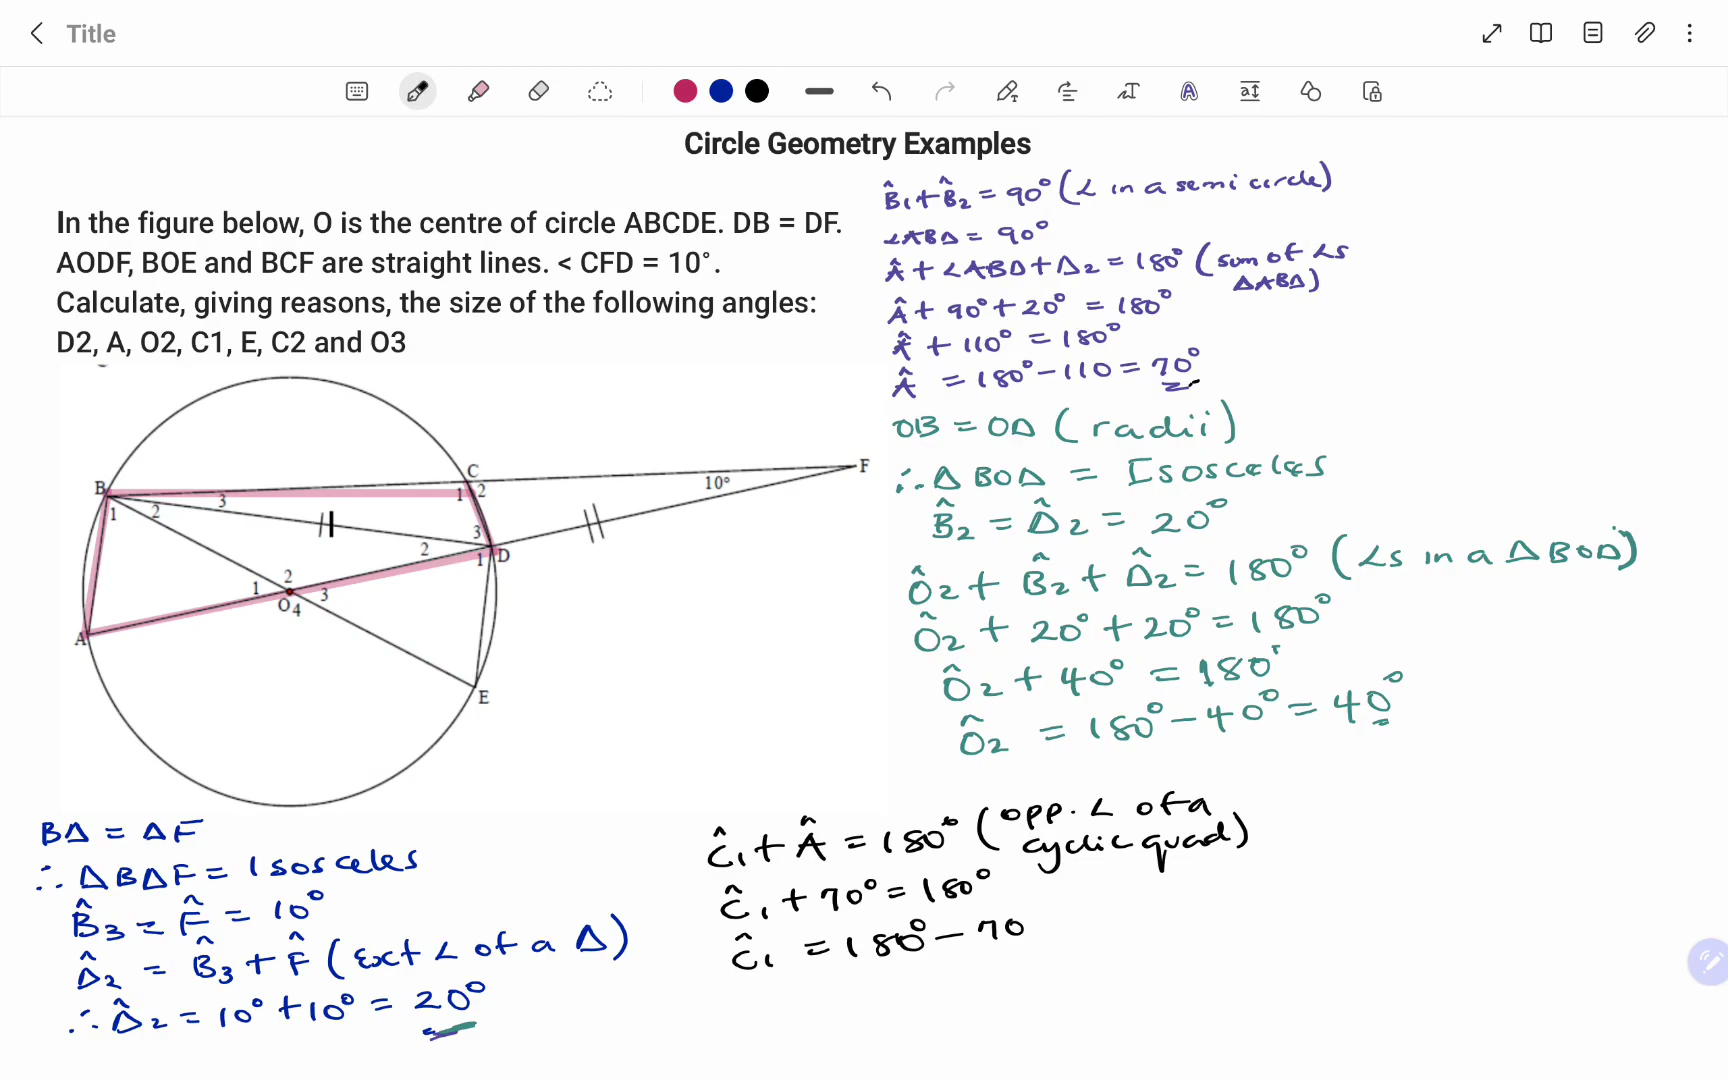 Title
Circle Geometry Examples
In the figure below, O is the centre of circle ABCDE. DB = DF.
AODF, BOE and BCF are straight lines. < CFD = 10°.
Calculate, giving reasons, the size of the following angles:
D2, A, O2, C1, E, C2 and O3
B̂₁ + B̂₂ = 90° (∠ in a semi circle)
∠ABD = 90°
Â + ∠ABD + D₂ = 180° (sum of ∠s
ΔABD)
Â + 90° + 20° = 180°
Â + 110° = 180°
Â = 180° - 110 = 70°
OB = OD (radii)
∴ Δ BOD = Isosceles
B̂₂ = D̂₂ = 20°
Ô₂ + B̂₂ + D̂₂ = 180° (∠s in a Δ BOD)
Ô₂ + 20° + 20° = 180°
Ô₂ + 40° = 180°
Ô₂ = 180° - 40° = 40°
B
C
F
1
2
3
1
2
10°
3
2
1
D
1
2
3
O
4
A
E
BD = DF
∴ ΔBDF = Isosceles
B̂₃ = F̂ = 10°
D̂₂ = B̂₃ + F̂ (Ext ∠ of a Δ)
∴ D̂₂ = 10° + 10° = 20°
Ĉ₁ + Â = 180° (opp. ∠ of a
cyclic quad)
Ĉ₁ + 70° = 180°
Ĉ₁ = 180° - 70